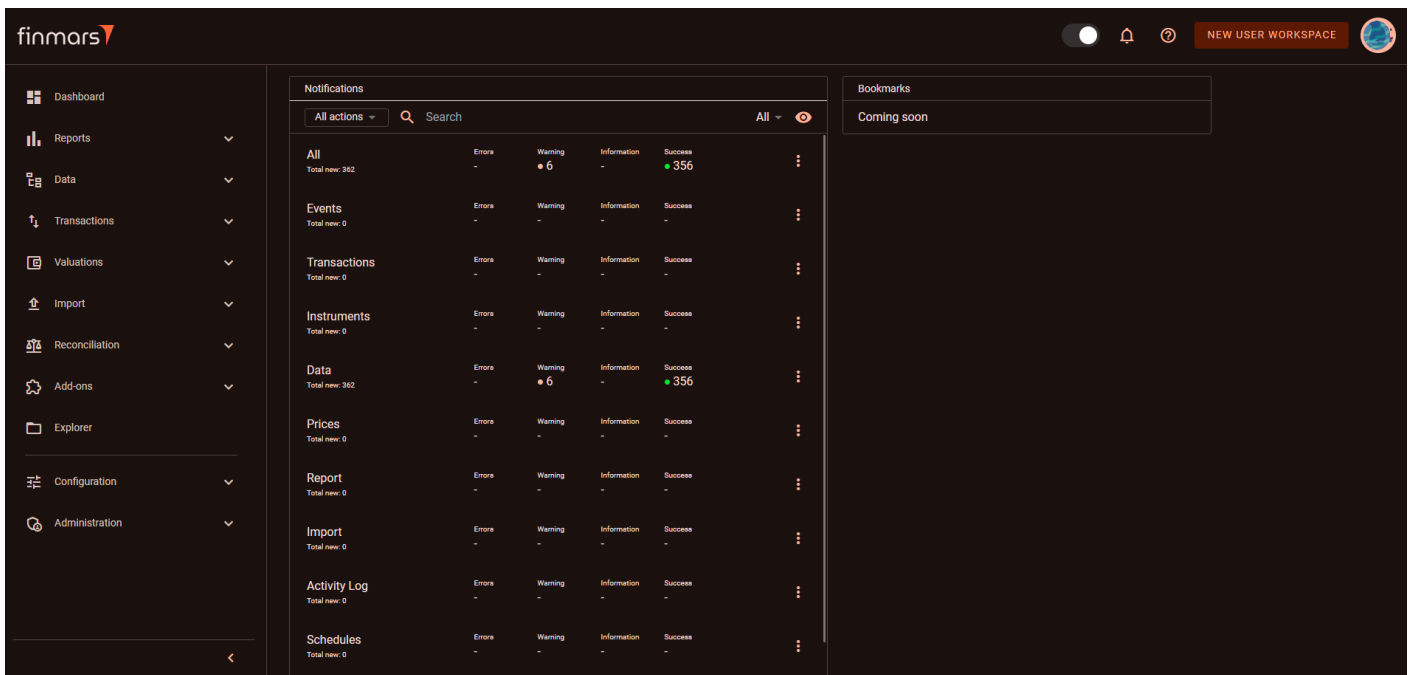 finmars
NEW USER WORKSPACE
Dashboard
Reports
Data
Transactions
Valuations
Import
Reconciliation
Add-ons
Explorer
Configuration
Administration
Notifications
All actions
Search
All
All
Total new: 362
Errors Warning Information Success
- 6 - 356
Events
Total new: 0
Errors Warning Information Success
- - - -
Transactions
Total new: 0
Errors Warning Information Success
- - - -
Instruments
Total new: 0
Errors Warning Information Success
- - - -
Data
Total new: 362
Errors Warning Information Success
- 6 - 356
Prices
Total new: 0
Errors Warning Information Success
- - - -
Report
Total new: 0
Errors Warning Information Success
- - - -
Import
Total new: 0
Errors Warning Information Success
- - - -
Activity Log
Total new: 0
Errors Warning Information Success
- - - -
Schedules
Total new: 0
Errors Warning Information Success
- - - -
Bookmarks
Coming soon